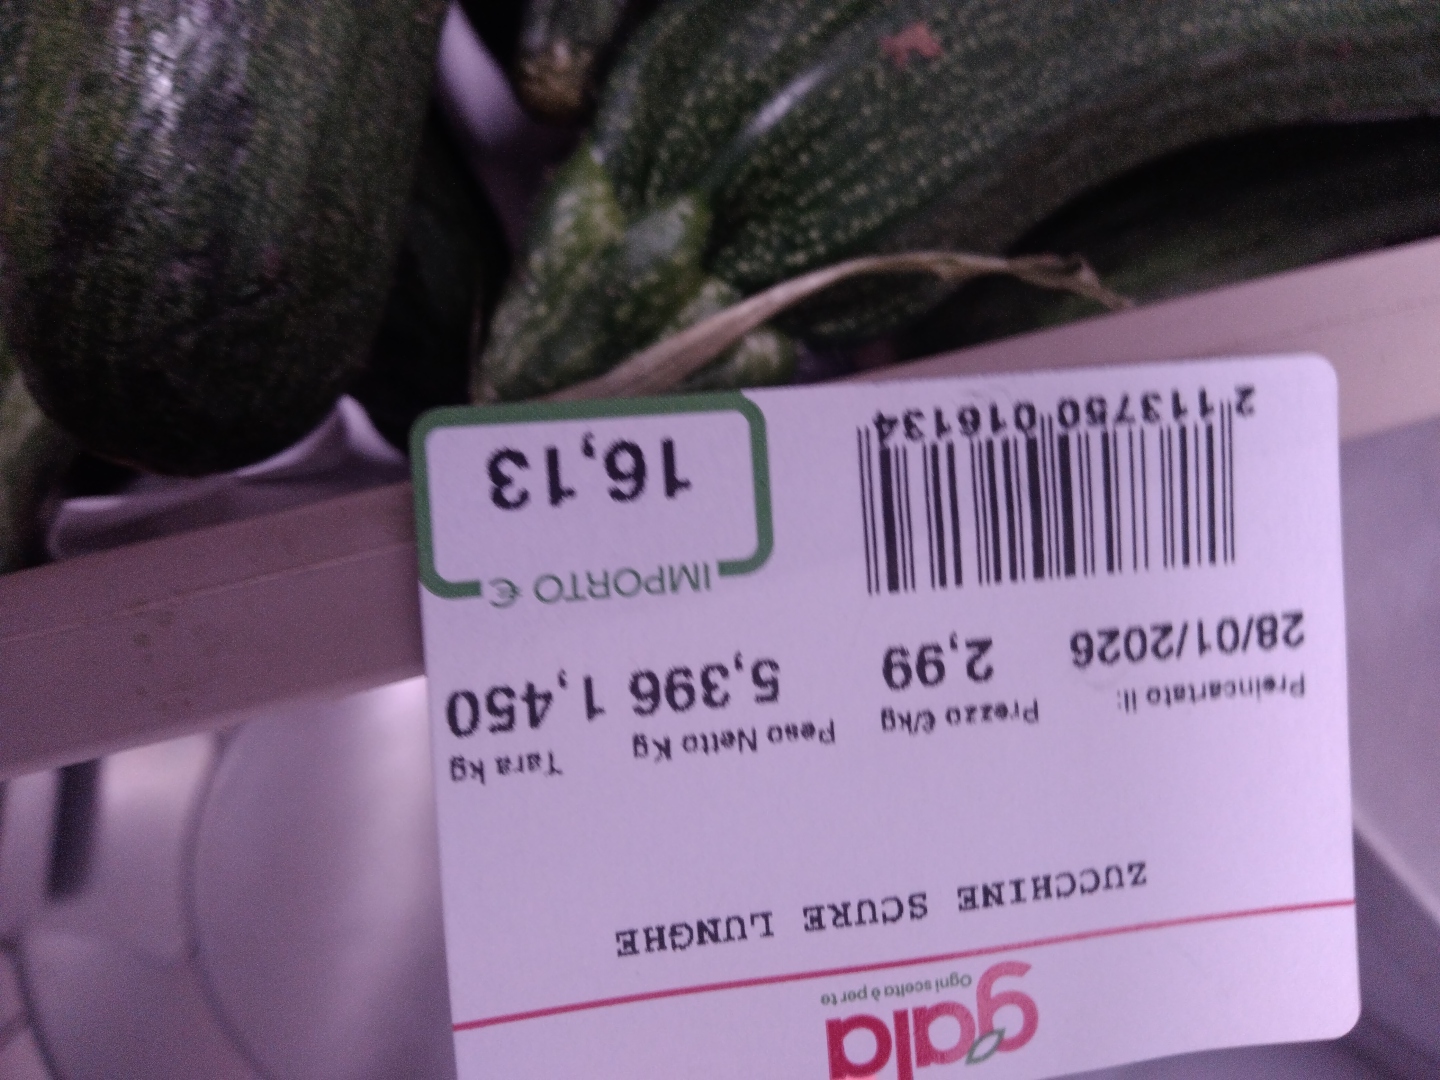 gala
Ogni scelta è per te
ZUCCHINE SCURE LUNGHE
Preincartato il: Prezzo €/kg Peso Netto Kg Tara kg
28/01/2026 2,99 5,396 1,450
IMPORTO €
16,13
2 113750 016134